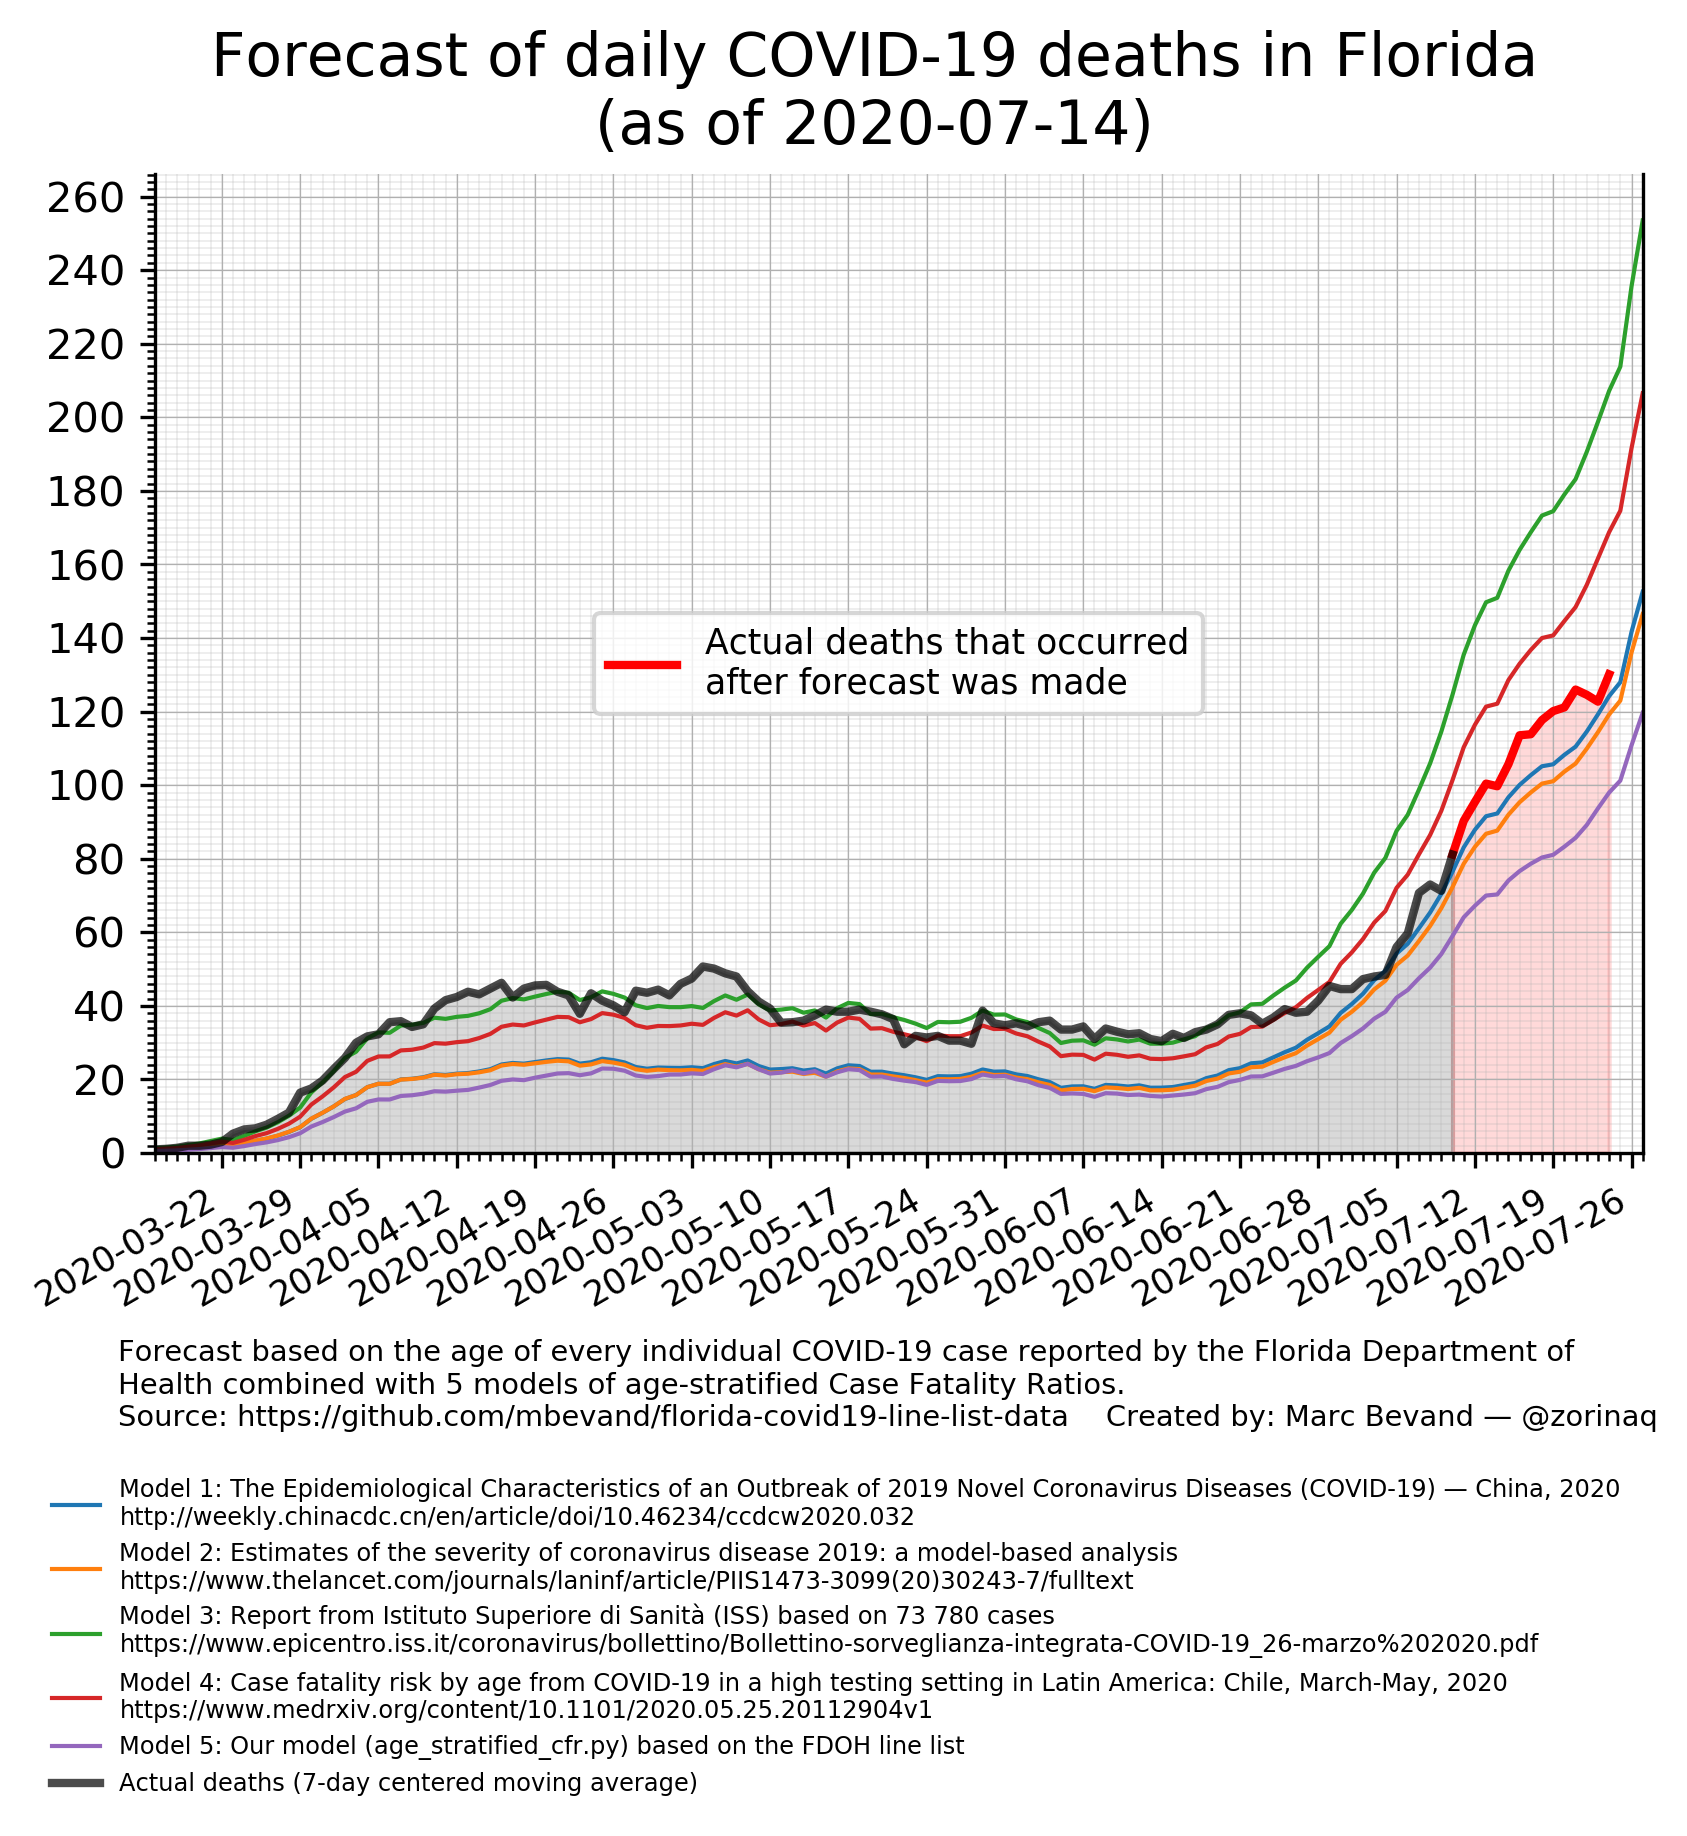 Forecast of daily COVID-19 deaths in Florida
(as of 2020-07-14)
260
240
220
200
180
160
140
120
100
80
60
40
20
0
Actual deaths that occurred
after forecast was made
2020-03-22
2020-03-29
2020-04-05
2020-04-12
2020-04-19
2020-04-26
2020-05-03
2020-05-10
2020-05-17
2020-05-24
2020-05-31
2020-06-07
2020-06-14
2020-06-21
2020-06-28
2020-07-05
2020-07-12
2020-07-19
2020-07-26
Forecast based on the age of every individual COVID-19 case reported by the Florida Department of
Health combined with 5 models of age-stratified Case Fatality Ratios.
Source: https://github.com/mbevand/florida-covid19-line-list-data    Created by: Marc Bevand — @zorinaq
Model 1: The Epidemiological Characteristics of an Outbreak of 2019 Novel Coronavirus Diseases (COVID-19) — China, 2020
http://weekly.chinacdc.cn/en/article/doi/10.46234/ccdcw2020.032
Model 2: Estimates of the severity of coronavirus disease 2019: a model-based analysis
https://www.thelancet.com/journals/laninf/article/PIIS1473-3099(20)30243-7/fulltext
Model 3: Report from Istituto Superiore di Sanità (ISS) based on 73 780 cases
https://www.epicentro.iss.it/coronavirus/bollettino/Bollettino-sorveglianza-integrata-COVID-19_26-marzo%202020.pdf
Model 4: Case fatality risk by age from COVID-19 in a high testing setting in Latin America: Chile, March-May, 2020
https://www.medrxiv.org/content/10.1101/2020.05.25.20112904v1
Model 5: Our model (age_stratified_cfr.py) based on the FDOH line list
Actual deaths (7-day centered moving average)